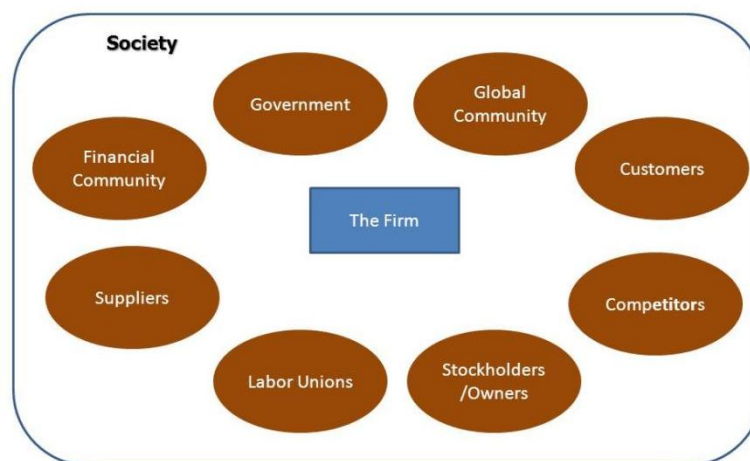 Society
Government
Global
Community
Financial
Community
Customers
The Firm
Suppliers
Competitors
Labor Unions
Stockholders
/Owners